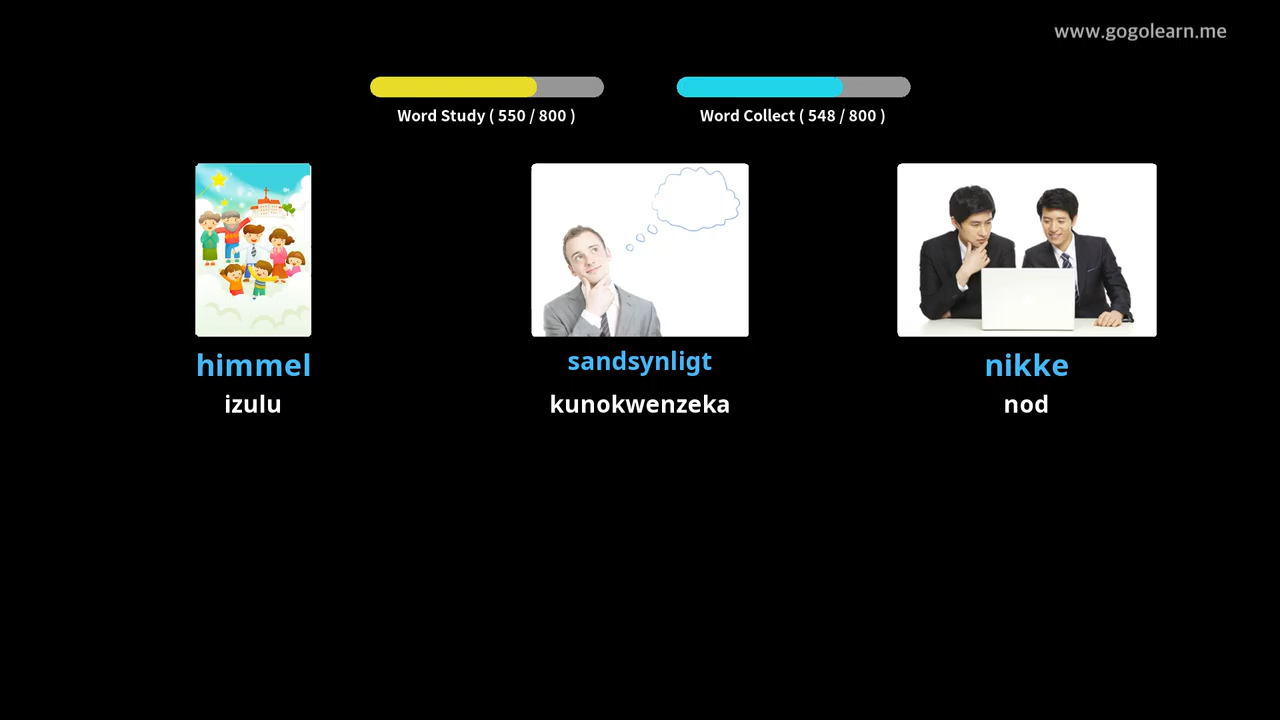 www.gogolearn.me
Word Study ( 550 / 800 )
Word Collect ( 548 / 800 )
himmel
izulu
sandsynligt
kunokwenzeka
nikke
nod